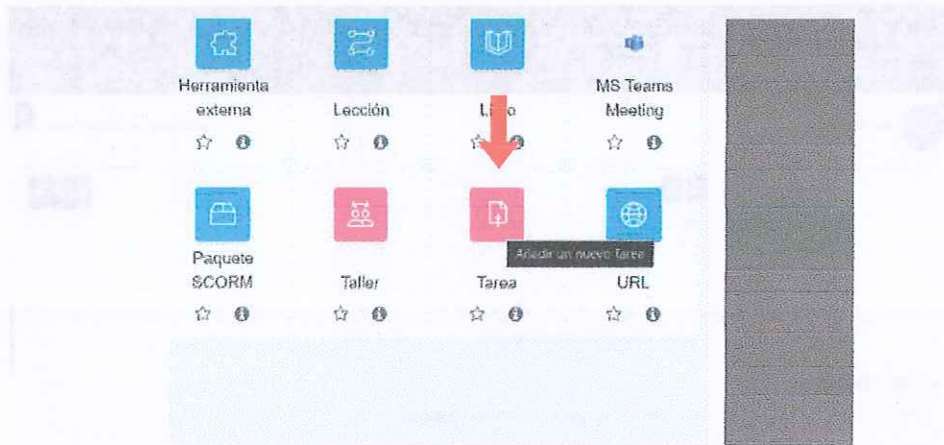 Herramienta
externa
Lección
MS Teams
Meeting
Paquete
SCORM
Taller
Tarea
Añadir un nuevo Tarea
URL